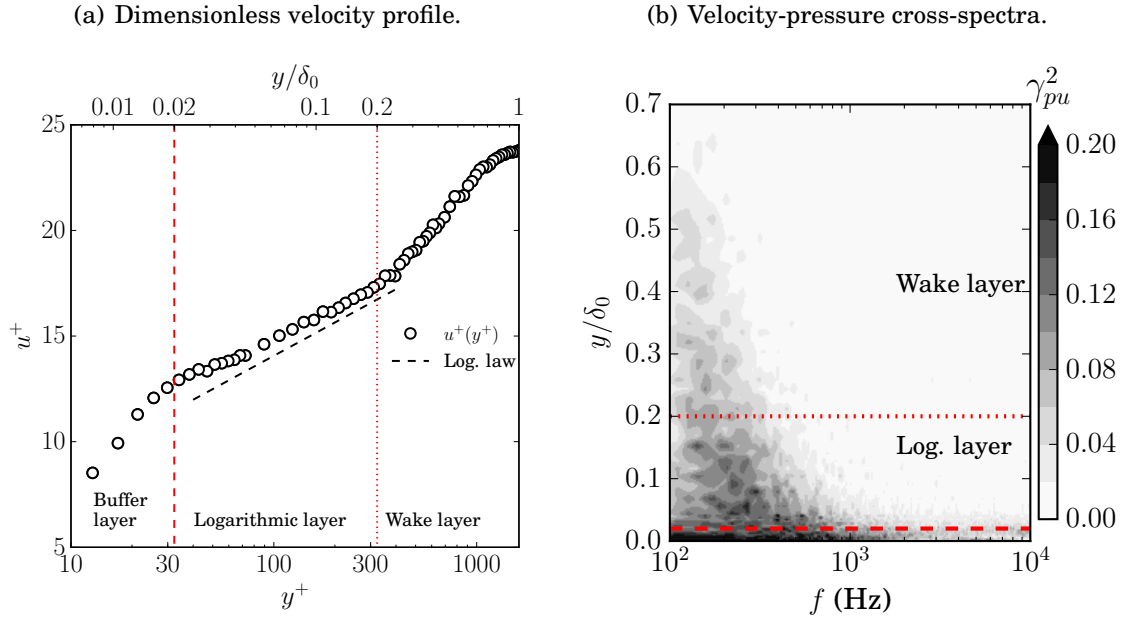 (a) Dimensionless velocity profile.
y/δ₀
0.01 0.02 0.1 0.2 1
25
20
15
10
5
u⁺
u⁺(y⁺)
Log. law
Buffer
layer
Logarithmic layer
Wake layer
10 100 300 1000
y⁺
(b) Velocity-pressure cross-spectra.
γ²ₚᵤ
0.7
0.6
0.5
0.4
0.3
0.2
0.1
0.0
y/δ₀
Wake layer
Log. layer
10² 10³ 10⁴
f (Hz)
0.20
0.16
0.12
0.08
0.04
0.00